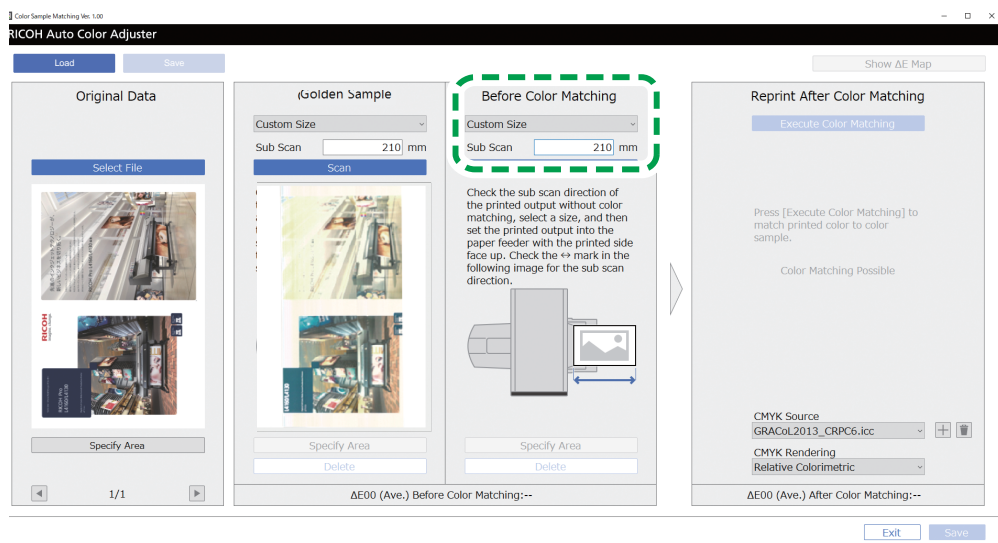 Color Sample Matching Ver. 1.00
RICOH Auto Color Adjuster
Load
Save
Show ΔE Map
Original Data
Select File
RICOH
Specify Area
1/1
Golden Sample
Custom Size
Sub Scan 210 mm
Scan
Specify Area
Delete
Before Color Matching
Custom Size
Sub Scan 210 mm
Check the sub scan direction of
the printed output without color
matching, select a size, and then
set the printed output into the
paper feeder with the printed side
face up. Check the ↔ mark in the
following image for the sub scan
direction.
Specify Area
Delete
ΔE00 (Ave.) Before Color Matching:--
Reprint After Color Matching
Execute Color Matching
Press [Execute Color Matching] to
match printed color to color
sample.
Color Matching Possible
CMYK Source
GRACoL2013_CRPC6.icc
CMYK Rendering
Relative Colorimetric
ΔE00 (Ave.) After Color Matching:--
Exit
Save